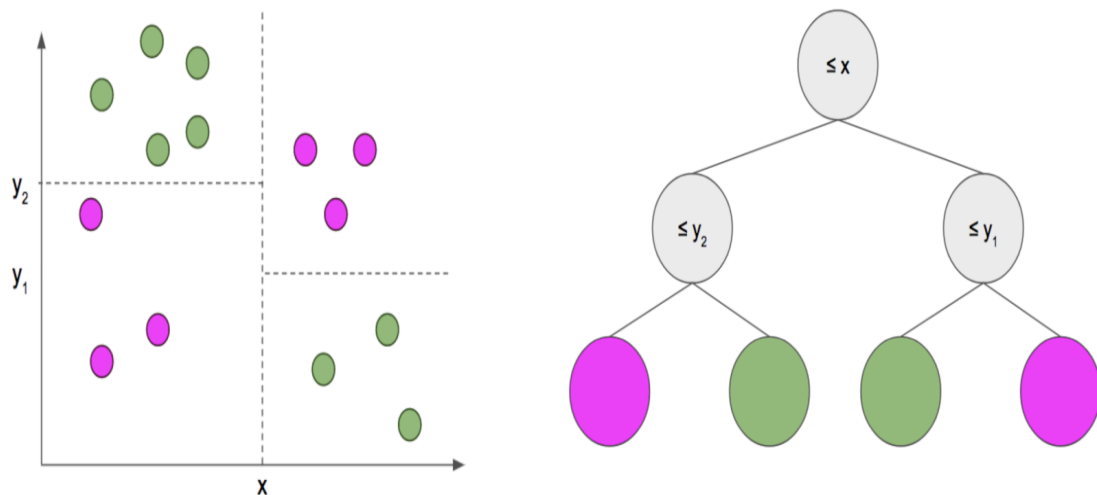 y₂
y₁
x
≤ x
≤ y₂
≤ y₁